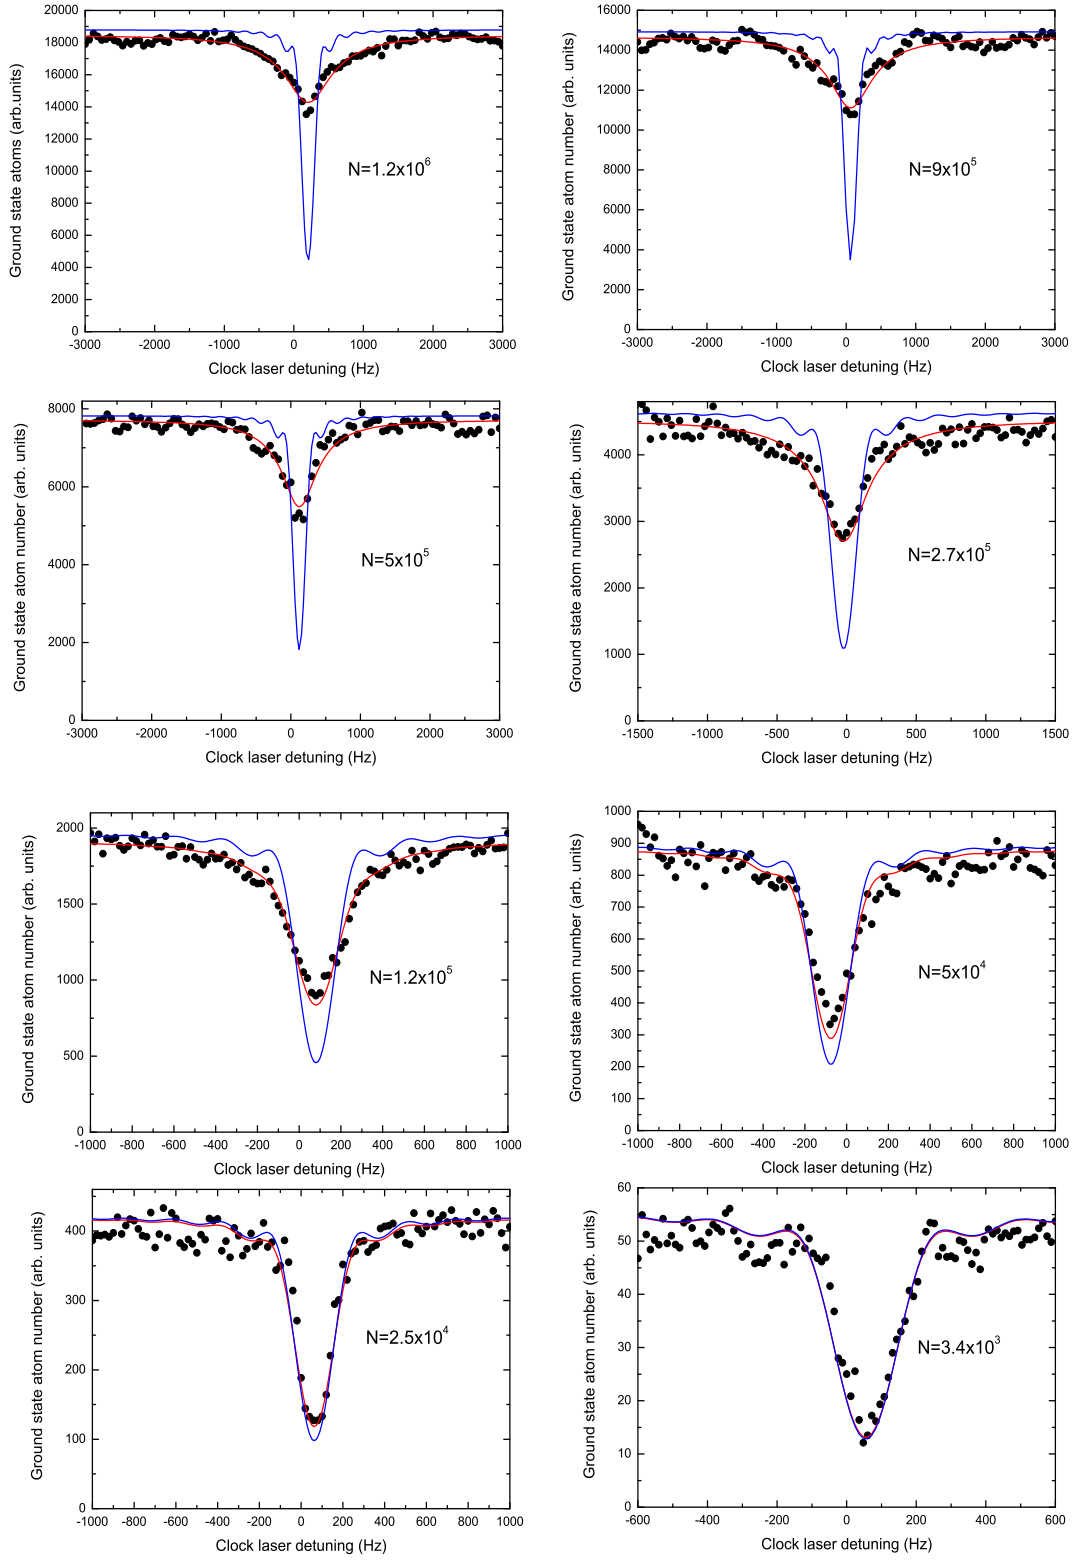 20000
18000
16000
14000
12000
10000
8000
6000
4000
2000
0
-3000 -2000 -1000 0 1000 2000 3000
Ground state atoms (arb.units)
Clock laser detuning (Hz)
N=1.2x10^6
16000
14000
12000
10000
8000
6000
4000
2000
0
-3000 -2000 -1000 0 1000 2000 3000
Ground state atom number (arb. units)
Clock laser detuning (Hz)
N=9x10^5
8000
6000
4000
2000
0
-3000 -2000 -1000 0 1000 2000 3000
Ground state atom number (arb. units)
Clock laser detuning (Hz)
N=5x10^5
4000
3000
2000
1000
0
-1500 -1000 -500 0 500 1000 1500
Ground state atom number (arb. units)
Clock laser detuning (Hz)
N=2.7x10^5
2000
1500
1000
500
0
-1000 -800 -600 -400 -200 0 200 400 600 800 1000
Ground state atom number (arb. units)
Clock laser detuning (Hz)
N=1.2x10^5
1000
900
800
700
600
500
400
300
200
100
0
-1000 -800 -600 -400 -200 0 200 400 600 800 1000
Ground state atom number (arb. units)
Clock laser detuning (Hz)
N=5x10^4
400
300
200
100
0
-1000 -800 -600 -400 -200 0 200 400 600 800 1000
Ground state atom number (arb. units)
Clock laser detuning (Hz)
N=2.5x10^4
60
50
40
30
20
10
0
-600 -400 -200 0 200 400 600
Ground state atom number (arb. units)
Clock laser detuning (Hz)
N=3.4x10^3